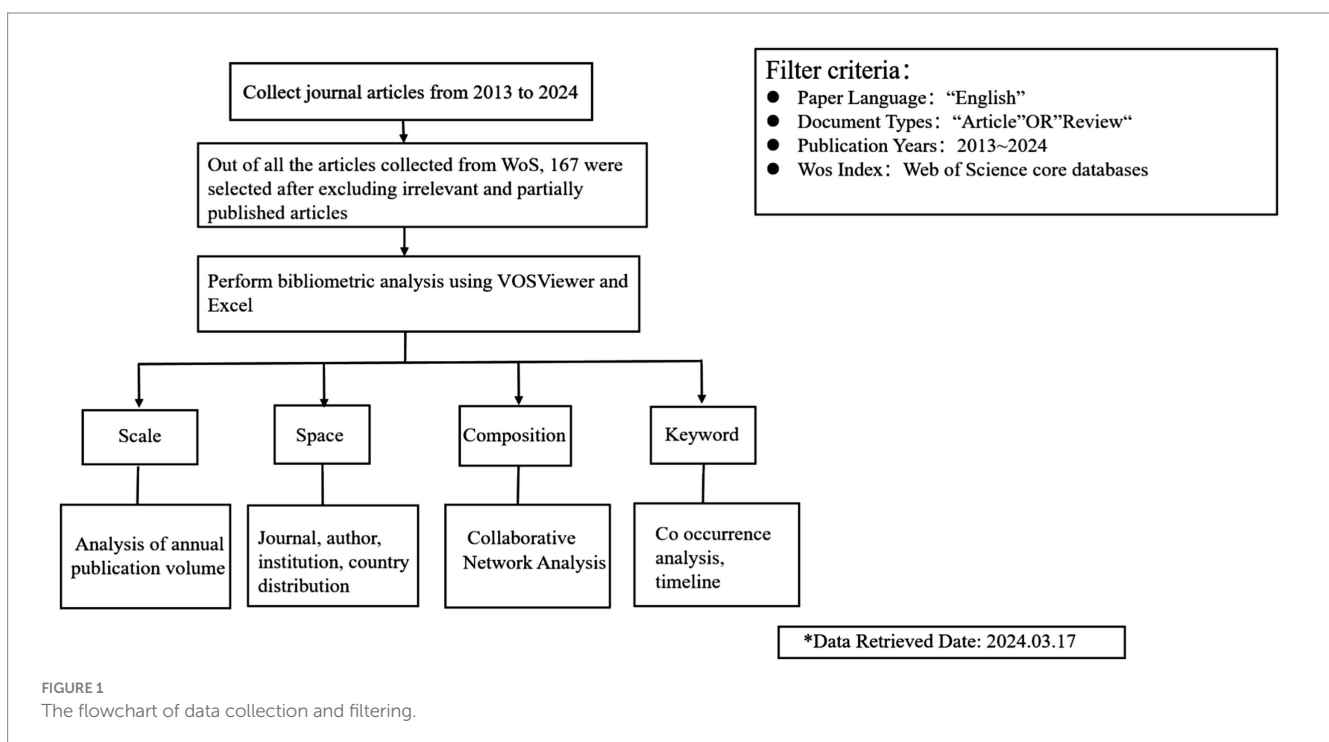 Collect journal articles from 2013 to 2024
Out of all the articles collected from WoS, 167 were
selected after excluding irrelevant and partially
published articles
Perform bibliometric analysis using VOSViewer and
Excel
Filter criteria：
● Paper Language：“English”
● Document Types：“Article”OR”Review“
● Publication Years：2013~2024
● Wos Index：Web of Science core databases
Scale
Space
Composition
Keyword
Analysis of annual
publication volume
Journal, author,
institution, country
distribution
Collaborative
Network Analysis
Co occurrence
analysis,
timeline
*Data Retrieved Date: 2024.03.17
FIGURE 1
The flowchart of data collection and filtering.